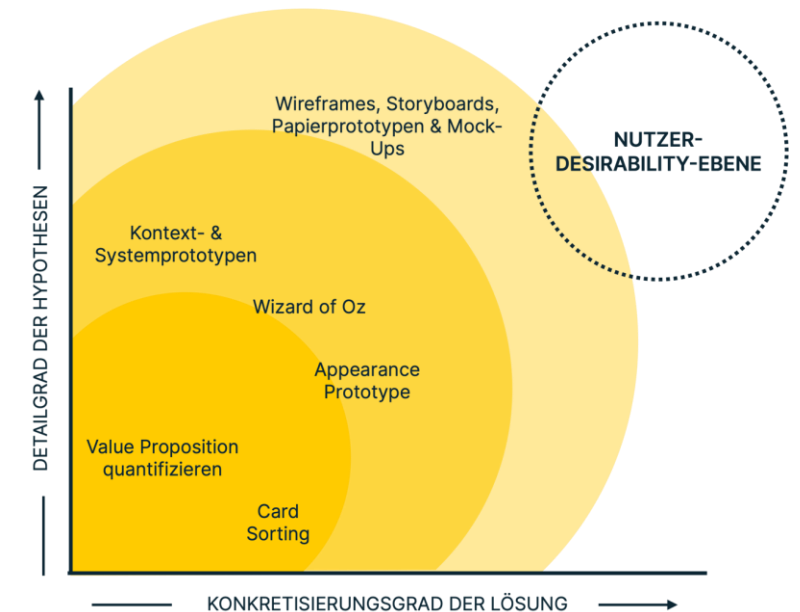 Wireframes, Storyboards,
Papierprototypen & Mock-
Ups
NUTZER-
DESIRABILITY-EBENE
Kontext- &
Systemprototypen
Wizard of Oz
Appearance
Prototype
Value Proposition
quantifizieren
Card
Sorting
DETAILGRAD DER HYPOTHESEN
KONKRETISIERUNGSGRAD DER LÖSUNG